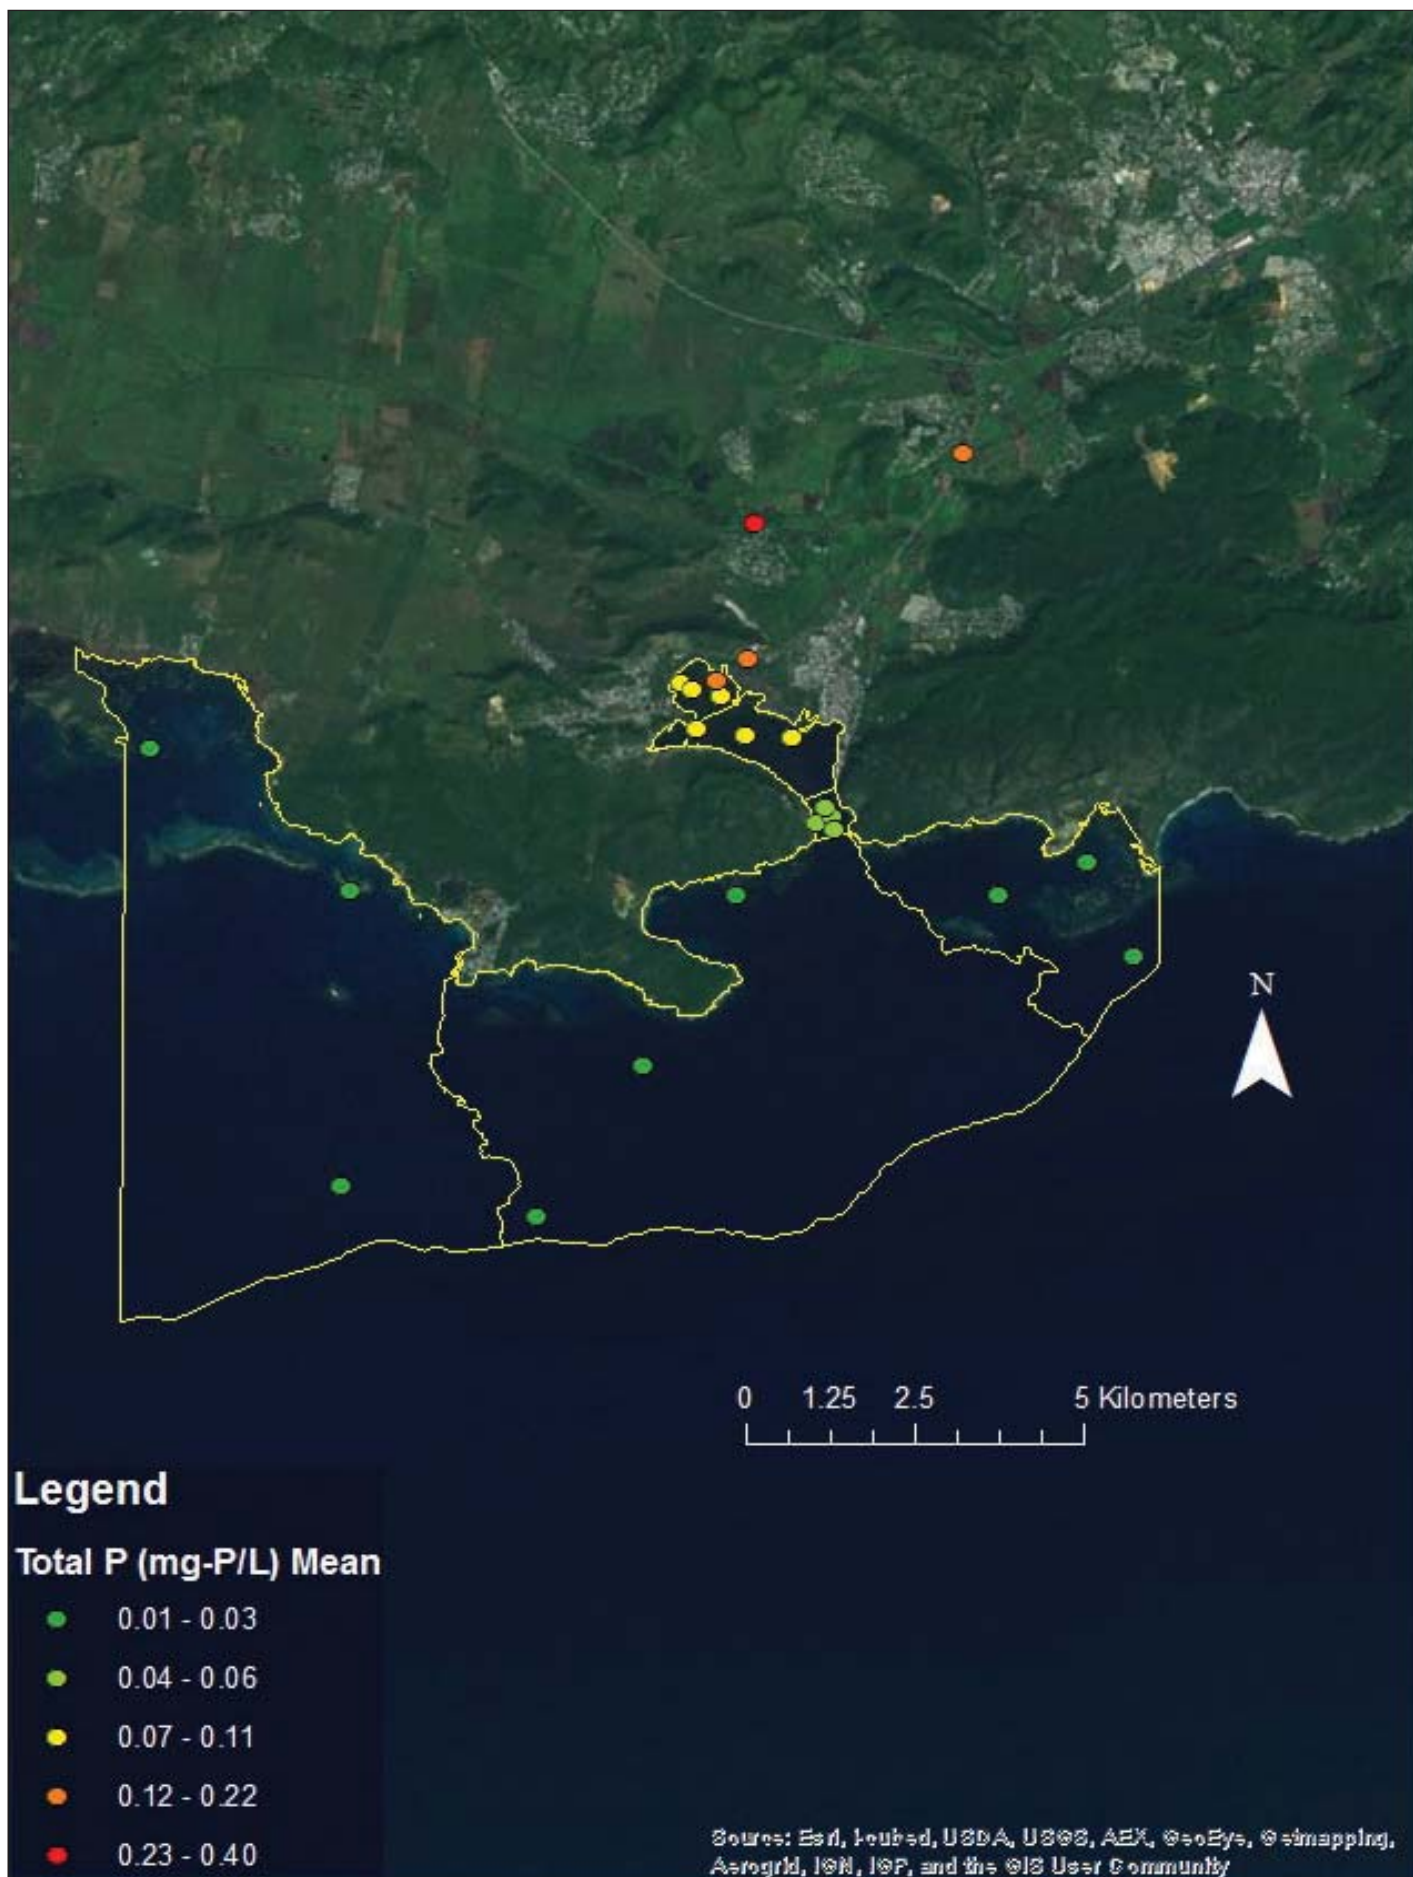 N
0 1.25 2.5 5 Kilometers
Legend
Total P (mg-P/L) Mean
0.01 - 0.03
0.04 - 0.06
0.07 - 0.11
0.12 - 0.22
0.23 - 0.40
Source: Esri, i-cubed, USDA, USGS, AEX, GeoEye, Getmapping,
Aerogrid, IGN, IGP, and the GIS User Community